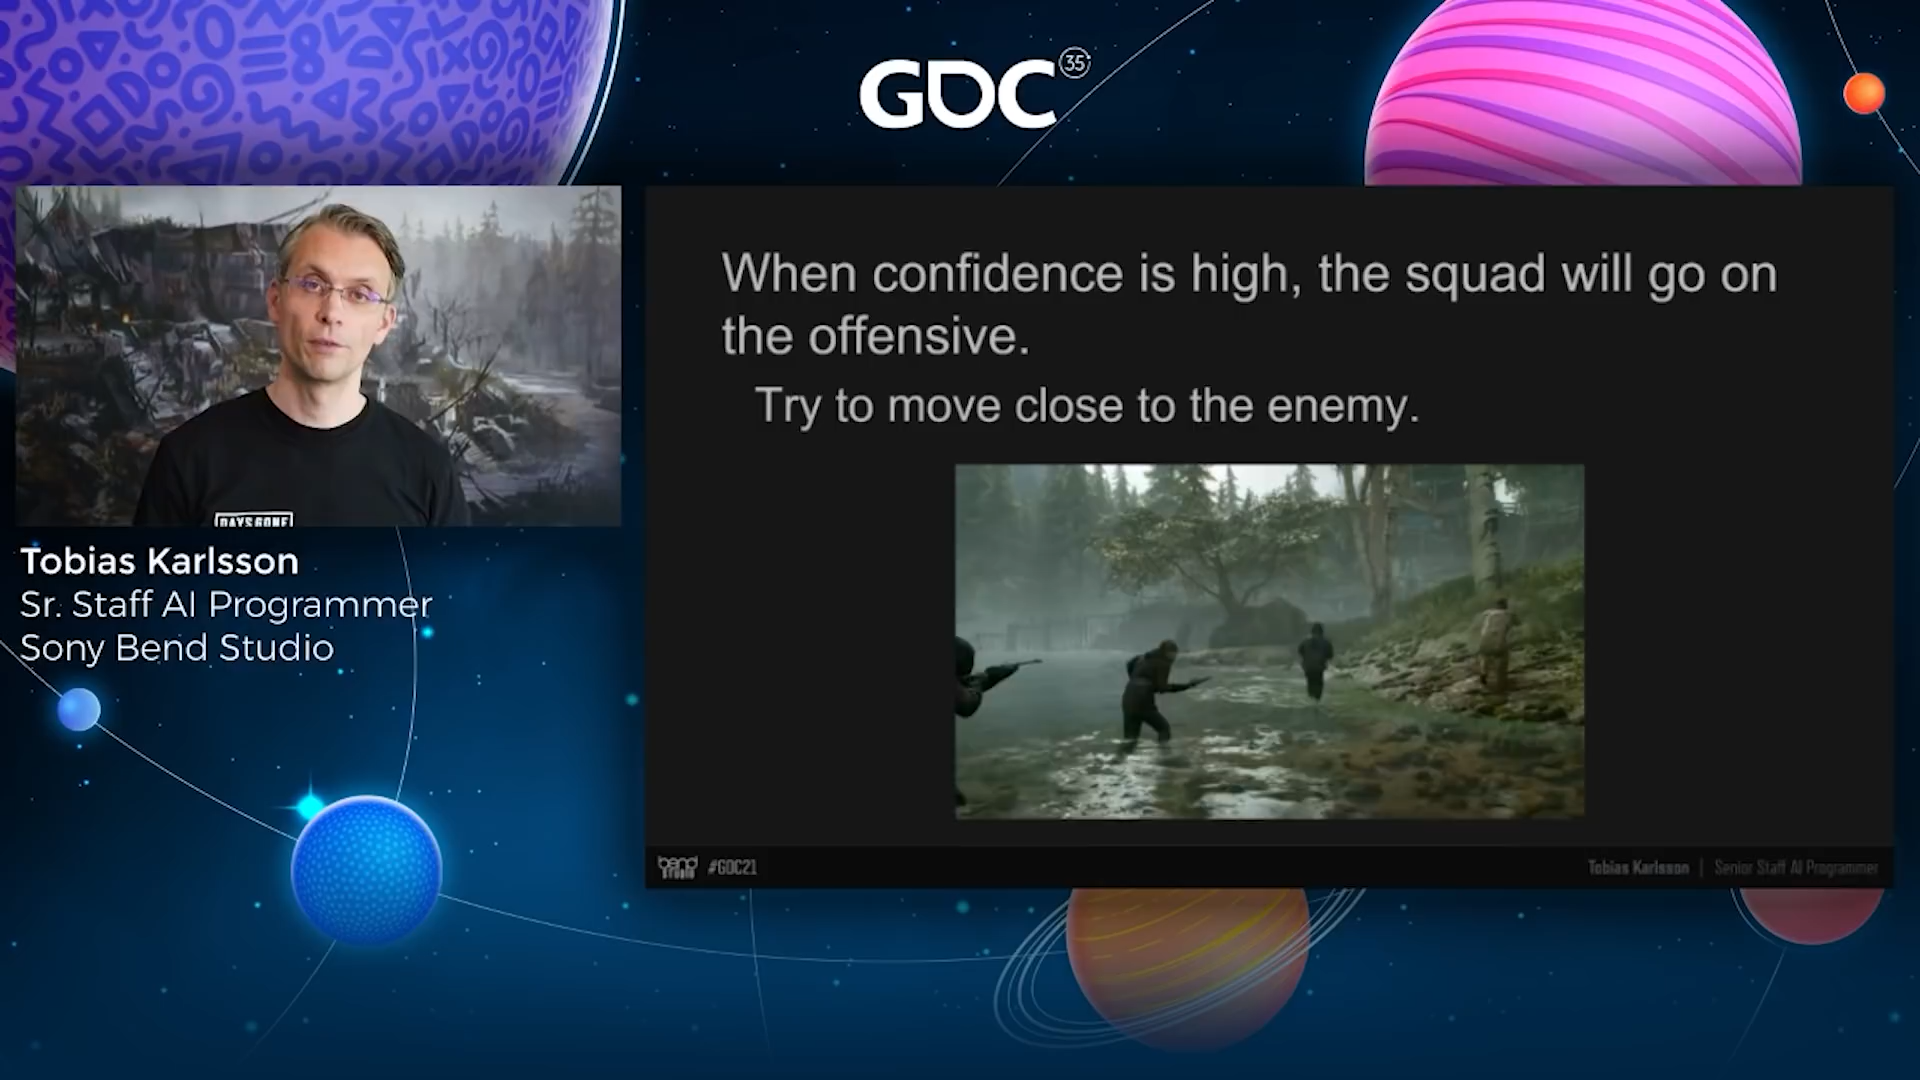 GDC 35
When confidence is high, the squad will go on
the offensive.
Try to move close to the enemy.
DAYS GONE
Tobias Karlsson
Sr. Staff AI Programmer
Sony Bend Studio
bend STUDIO #GDC21 Tobias Karlsson | Senior Staff AI Programmer